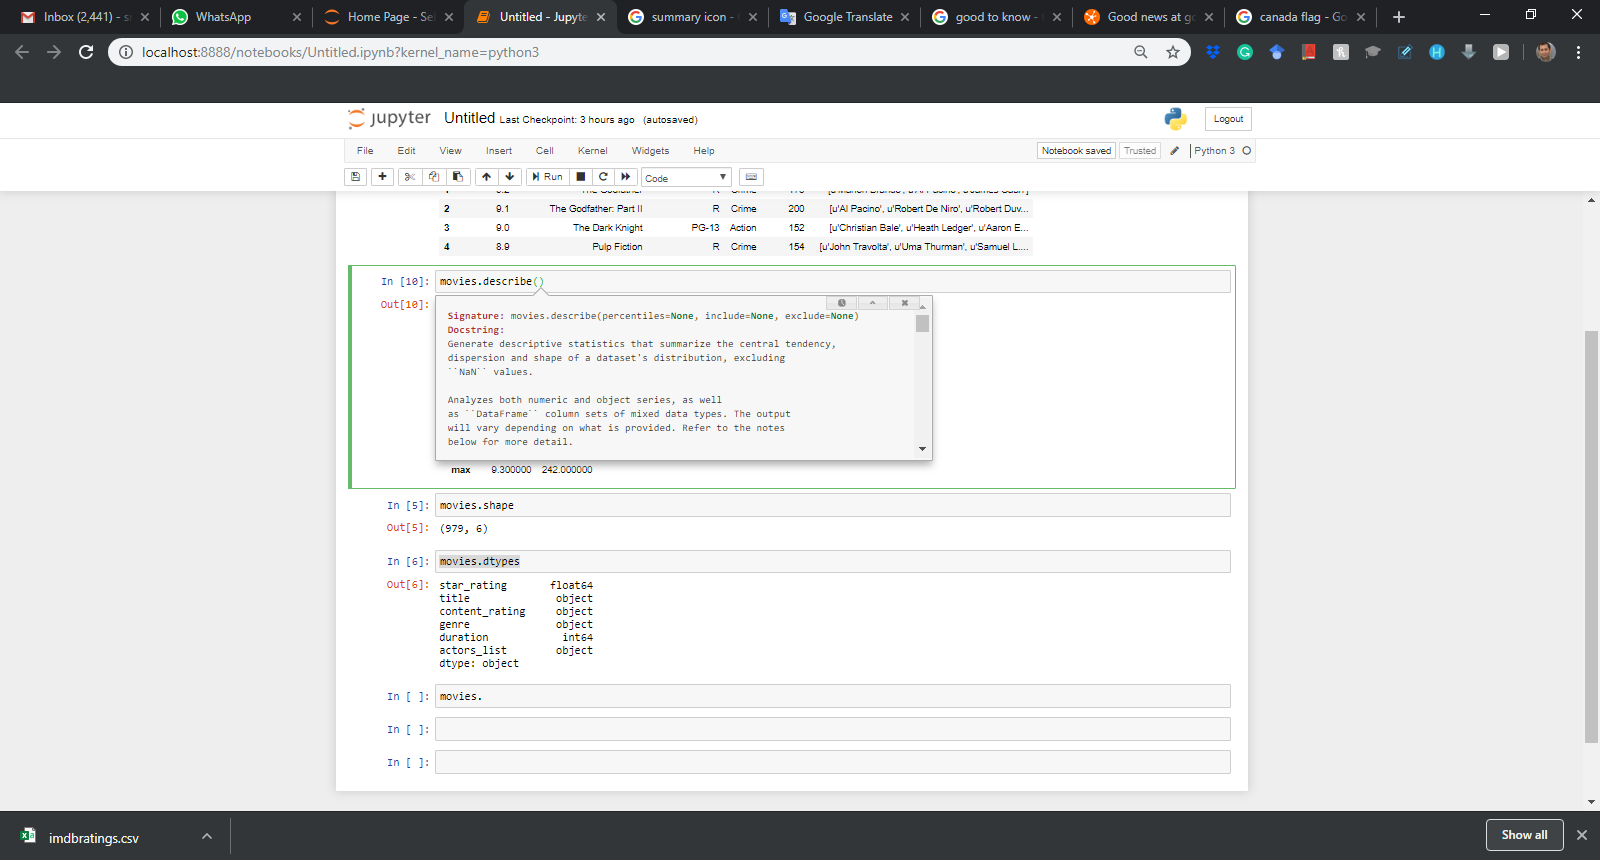 Inbox (2,441) - s
WhatsApp
Home Page - Se
Untitled - Jupyte
summary icon -
Google Translate
good to know -
Good news at g
canada flag - Go
localhost:8888/notebooks/Untitled.ipynb?kernel_name=python3
jupyter Untitled Last Checkpoint: 3 hours ago (autosaved)
Logout
File Edit View Insert Cell Kernel Widgets Help
Notebook saved Trusted Python 3
Run Code
2 9.1 The Godfather: Part II R Crime 200 [u'Al Pacino', u'Robert De Niro', u'Robert Duv...
3 9.0 The Dark Knight PG-13 Action 152 [u'Christian Bale', u'Heath Ledger', u'Aaron E...
4 8.9 Pulp Fiction R Crime 154 [u'John Travolta', u'Uma Thurman', u'Samuel L....
In [10]: movies.describe()
Out[10]:
Signature: movies.describe(percentiles=None, include=None, exclude=None)
Docstring:
Generate descriptive statistics that summarize the central tendency,
dispersion and shape of a dataset's distribution, excluding
``NaN`` values.
Analyzes both numeric and object series, as well
as ``DataFrame`` column sets of mixed data types. The output
will vary depending on what is provided. Refer to the notes
below for more detail.
max 9.300000 242.000000
In [5]: movies.shape
Out[5]: (979, 6)
In [6]: movies.dtypes
Out[6]: star_rating float64
title object
content_rating object
genre object
duration int64
actors_list object
dtype: object
In [ ]: movies.
In [ ]:
In [ ]:
imdbratings.csv
Show all